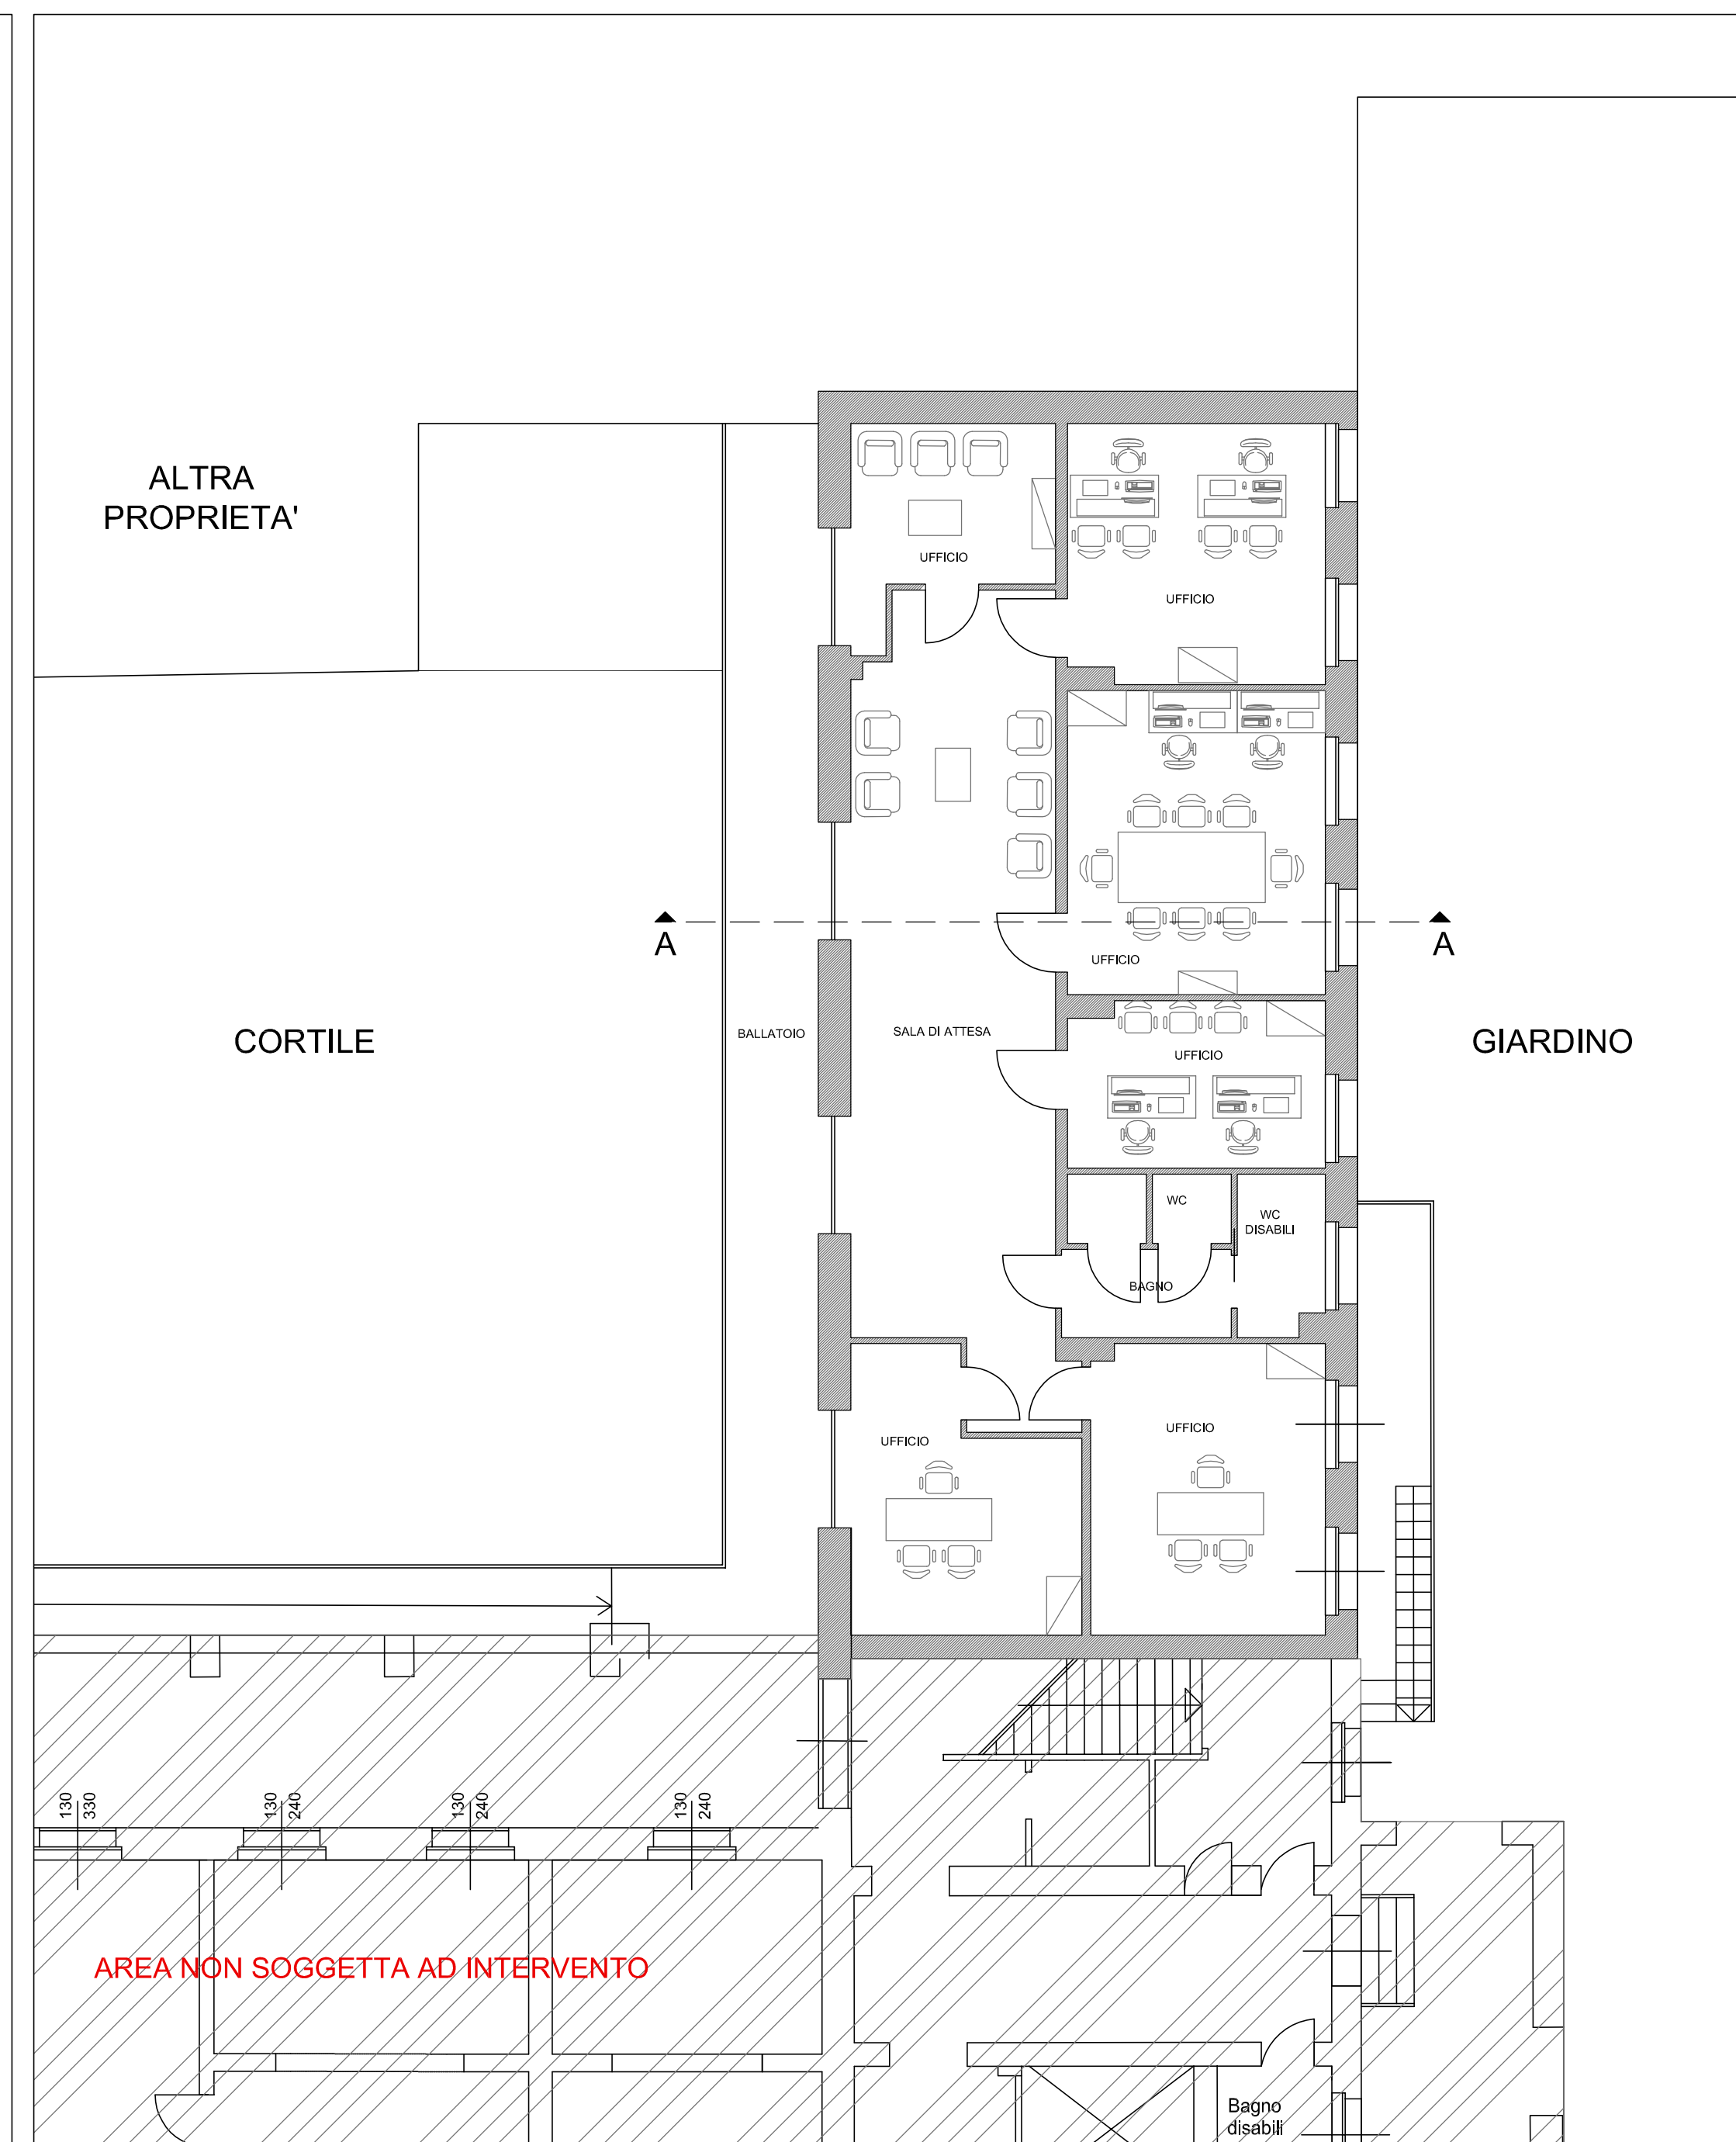 ALTRA
PROPRIETA'
UFFICIO
UFFICIO
A
A
UFFICIO
CORTILE
BALLATOIO
SALA DI ATTESA
UFFICIO
GIARDINO
WC
WC
DISABILI
BAGNO
UFFICIO
UFFICIO
130
330
130
240
130
240
130
240
AREA NON SOGGETTA AD INTERVENTO
Bagno
disabili